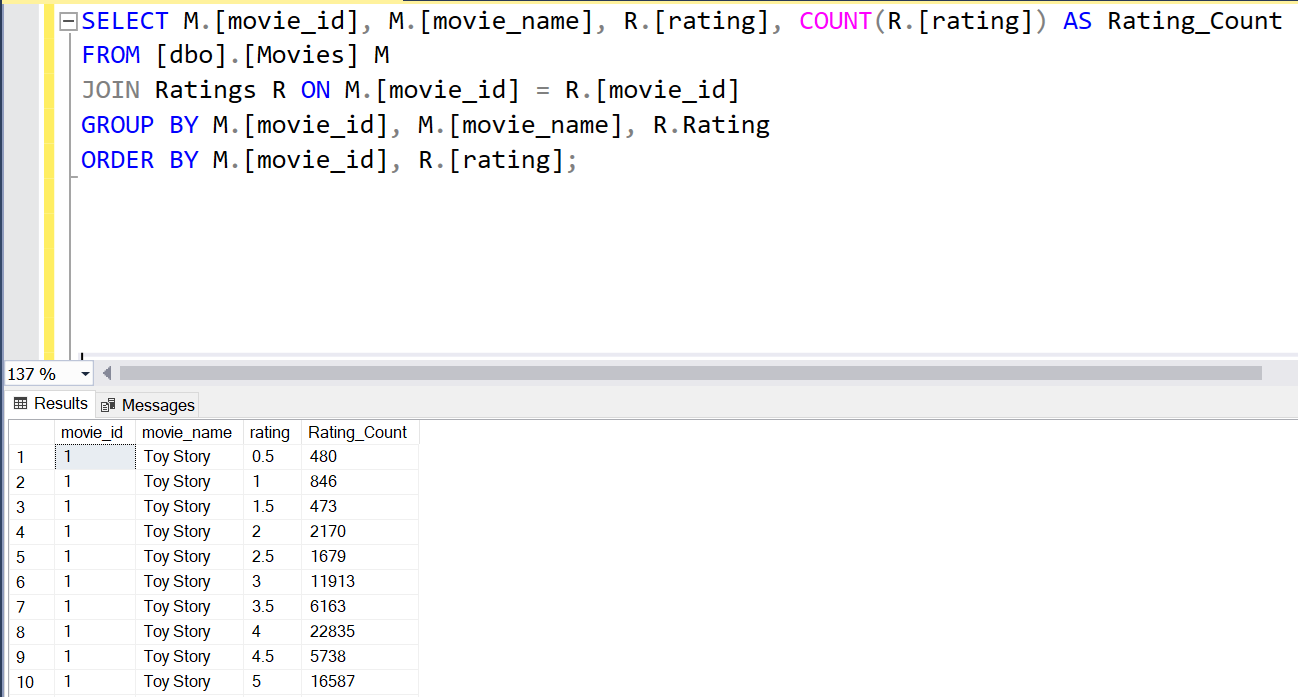 SELECT M.[movie_id], M.[movie_name], R.[rating], COUNT(R.[rating]) AS Rating_Count
FROM [dbo].[Movies] M
JOIN Ratings R ON M.[movie_id] = R.[movie_id]
GROUP BY M.[movie_id], M.[movie_name], R.Rating
ORDER BY M.[movie_id], R.[rating];
137 %
Results Messages
movie_id movie_name rating Rating_Count
1 1 Toy Story 0.5 480
2 1 Toy Story 1 846
3 1 Toy Story 1.5 473
4 1 Toy Story 2 2170
5 1 Toy Story 2.5 1679
6 1 Toy Story 3 11913
7 1 Toy Story 3.5 6163
8 1 Toy Story 4 22835
9 1 Toy Story 4.5 5738
10 1 Toy Story 5 16587